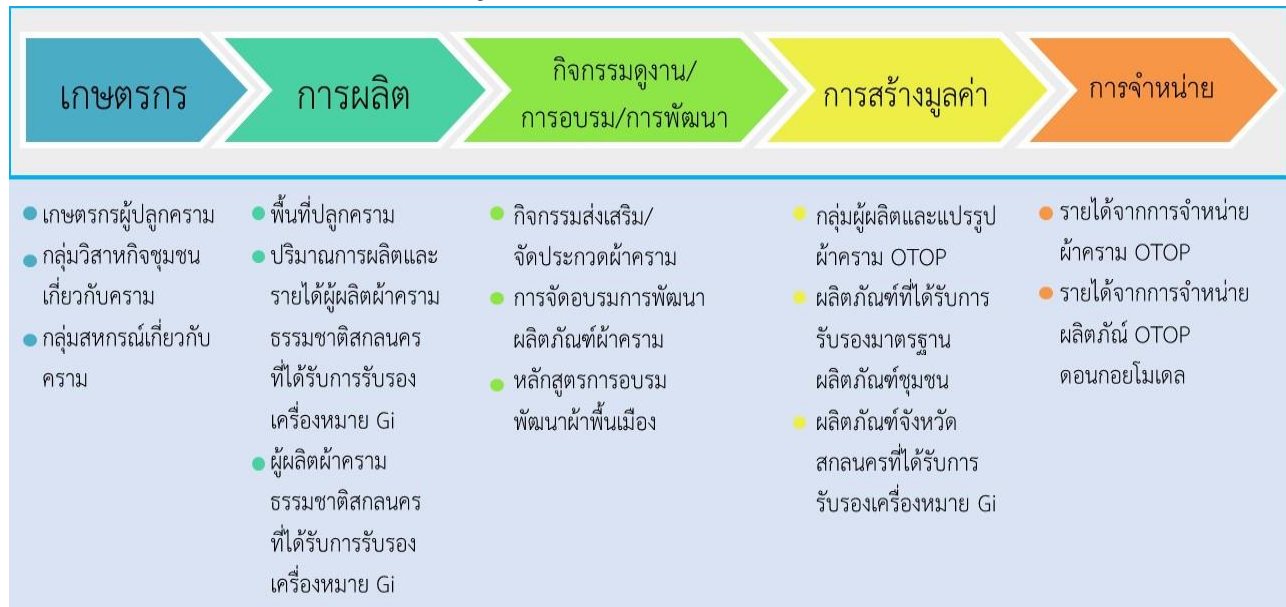 เกษตรกร
การผลิต
กิจกรรมดูงาน/
การอบรม/การพัฒนา
การสร้างมูลค่า
การจำหน่าย
เกษตรกรผู้ปลูกคราม
กลุ่มวิสาหกิจชุมชน
เกี่ยวกับคราม
กลุ่มสหกรณ์เกี่ยวกับ
คราม
พื้นที่ปลูกคราม
ปริมาณการผลิตและ
รายได้ผู้ผลิตผ้าคราม
ธรรมชาติสกลนคร
ที่ได้รับการรับรอง
เครื่องหมาย Gi
ผู้ผลิตผ้าคราม
ธรรมชาติสกลนคร
ที่ได้รับการรับรอง
เครื่องหมาย Gi
กิจกรรมส่งเสริม/
จัดประกวดผ้าคราม
การจัดอบรมการพัฒนา
ผลิตภัณฑ์ผ้าคราม
หลักสูตรการอบรม
พัฒนาผ้าพื้นเมือง
กลุ่มผู้ผลิตและแปรรูป
ผ้าคราม OTOP
ผลิตภัณฑ์ที่ได้รับการ
รับรองมาตรฐาน
ผลิตภัณฑ์ชุมชน
ผลิตภัณฑ์จังหวัด
สกลนครที่ได้รับการ
รับรองเครื่องหมาย Gi
รายได้จากการจำหน่าย
ผ้าคราม OTOP
รายได้จากการจำหน่าย
ผลิตภัณ์ OTOP
ดอนกอยโมเดล